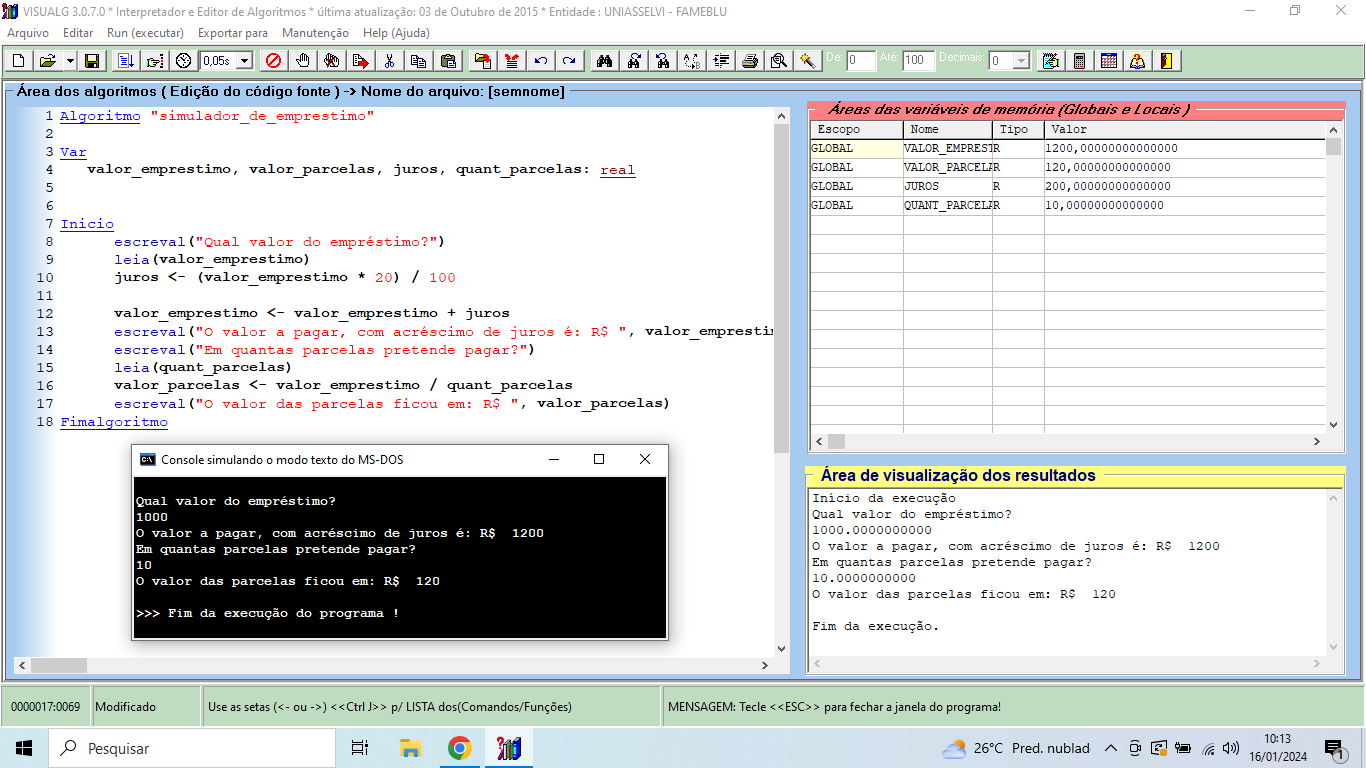 VISUALG 3.0.7.0 * Interpretador e Editor de Algoritmos * última atualização: 03 de Outubro de 2015 * Entidade : UNIASSELVI - FAMEBLU
Arquivo Editar Run (executar) Exportar para Manutenção Help (Ajuda)
0,05s De: 0 Até: 100 Decimais: 0
Área dos algoritmos ( Edição do código fonte ) -> Nome do arquivo: [semnome]
1 Algoritmo "simulador_de_emprestimo"
2
3 Var
4 valor_emprestimo, valor_parcelas, juros, quant_parcelas: real
5
6
7 Inicio
8 escreval("Qual valor do empréstimo?")
9 leia(valor_emprestimo)
10 juros <- (valor_emprestimo * 20) / 100
11
12 valor_emprestimo <- valor_emprestimo + juros
13 escreval("O valor a pagar, com acréscimo de juros é: R$ ", valor_empresti
14 escreval("Em quantas parcelas pretende pagar?")
15 leia(quant_parcelas)
16 valor_parcelas <- valor_emprestimo / quant_parcelas
17 escreval("O valor das parcelas ficou em: R$ ", valor_parcelas)
18 Fimalgoritmo
Console simulando o modo texto do MS-DOS
Qual valor do empréstimo?
1000
O valor a pagar, com acréscimo de juros é: R$  1200
Em quantas parcelas pretende pagar?
10
O valor das parcelas ficou em: R$  120
>>> Fim da execução do programa !
Áreas das variáveis de memória (Globais e Locais )
Escopo Nome Tipo Valor
GLOBAL VALOR_EMPREST R 1200,00000000000000
GLOBAL VALOR_PARCELA R 120,00000000000000
GLOBAL JUROS R 200,00000000000000
GLOBAL QUANT_PARCELA R 10,00000000000000
Área de visualização dos resultados
Início da execução
Qual valor do empréstimo?
1000.0000000000
O valor a pagar, com acréscimo de juros é: R$  1200
Em quantas parcelas pretende pagar?
10.0000000000
O valor das parcelas ficou em: R$  120
Fim da execução.
0000017:0069 Modificado Use as setas (<- ou ->) <<Ctrl J>> p/ LISTA dos(Comandos/Funções) MENSAGEM: Tecle <<ESC>> para fechar a janela do programa!
Pesquisar 26°C Pred. nublad 10:13
16/01/2024 1